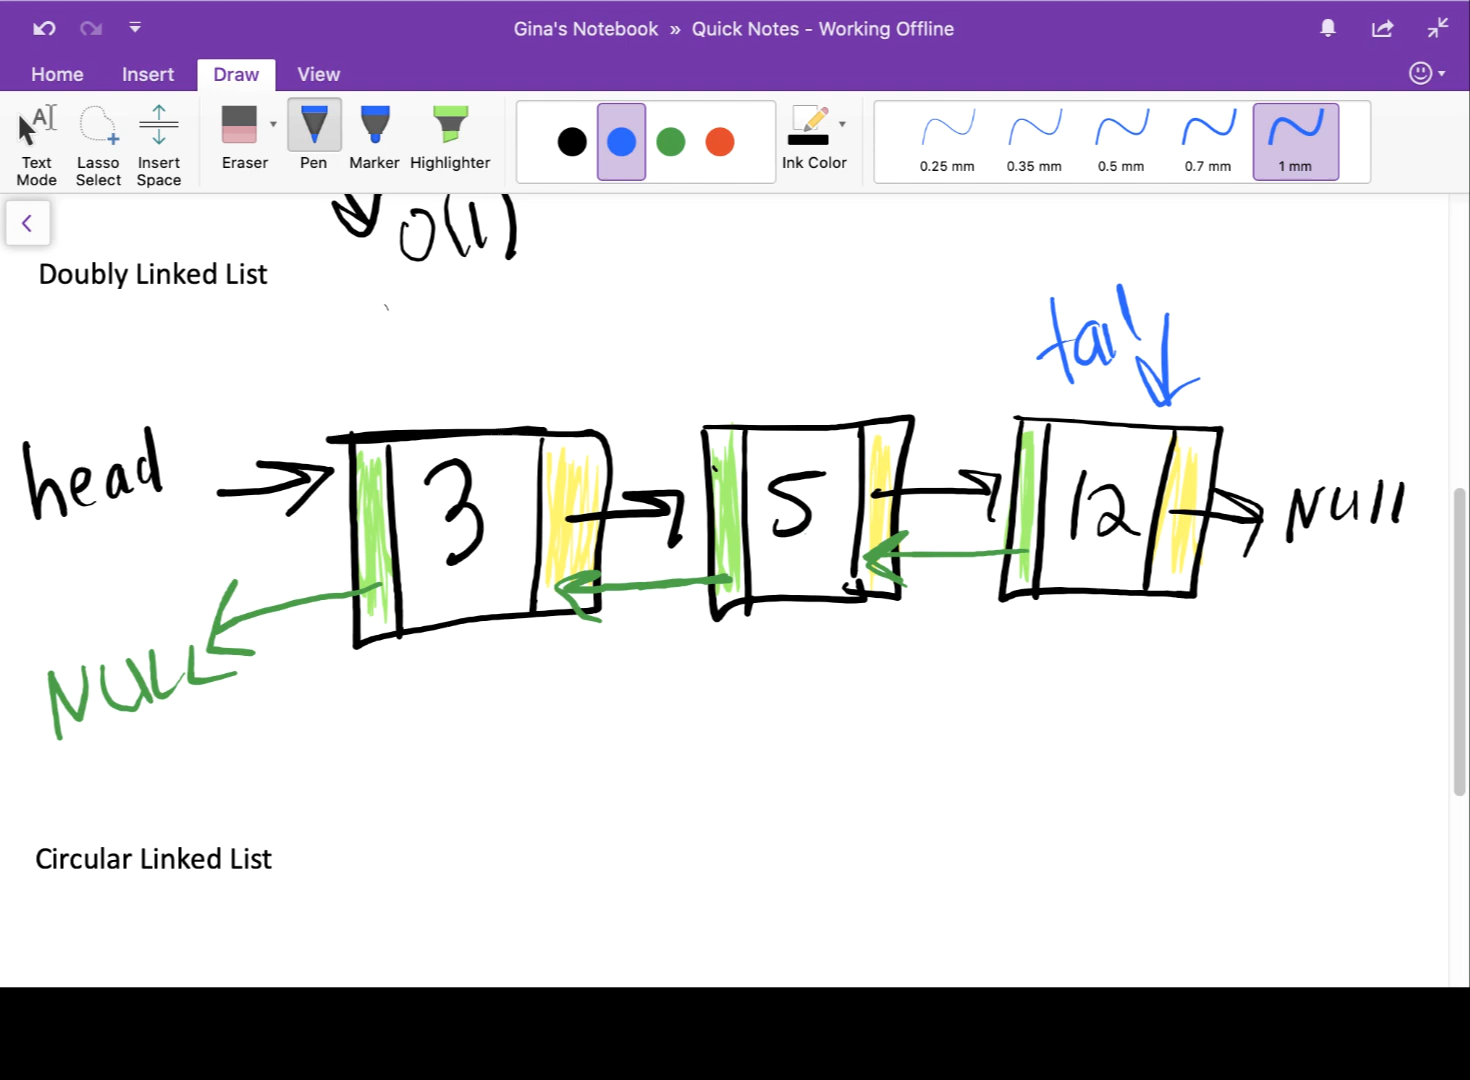 Gina's Notebook » Quick Notes - Working Offline
Home Insert Draw View
Text Mode Lasso Select Insert Space Eraser Pen Marker Highlighter Ink Color 0.25 mm 0.35 mm 0.5 mm 0.7 mm 1 mm
O(1)
Doubly Linked List
tail
head 3 5 12 NUll
NULL
Circular Linked List